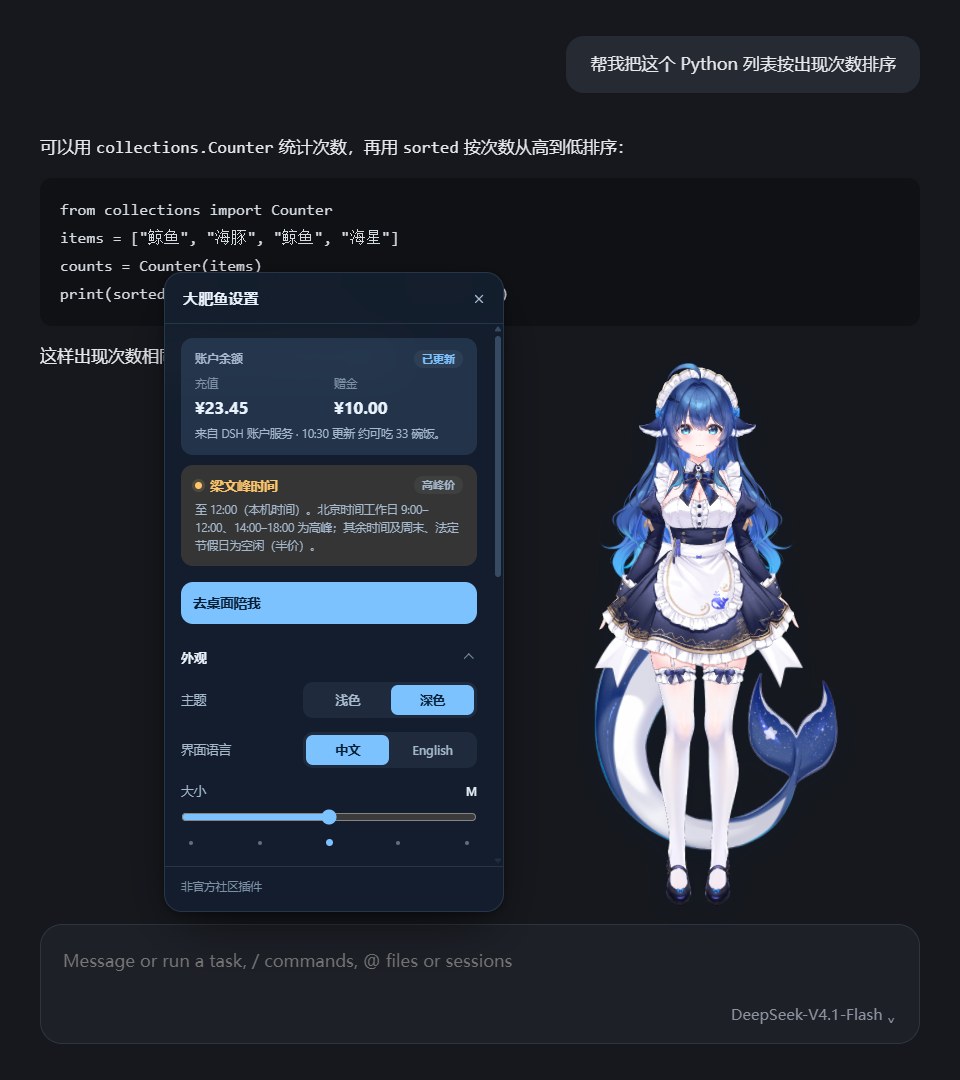 帮我把这个 Python 列表按出现次数排序
可以用 collections.Counter 统计次数，再用 sorted 按次数从高到低排序：
from collections import Counter
items = ["鲸鱼", "海豚", "鲸鱼", "海星"]
counts = Counter(items)
print(sorted
)
这样出现次数相
大肥鱼设置
×
账户余额
已更新
充值
赠金
¥23.45
¥10.00
来自 DSH 账户服务 · 10:30 更新 约可吃 33 碗饭。
梁文峰时间
高峰价
至 12:00（本机时间）。北京时间工作日 9:00–
12:00、14:00–18:00 为高峰；其余时间及周末、法定
节假日为空闲（半价）。
去桌面陪我
外观
主题
浅色
深色
界面语言
中文
English
大小
M
非官方社区插件
Message or run a task, / commands, @ files or sessions
DeepSeek-V4.1-Flash